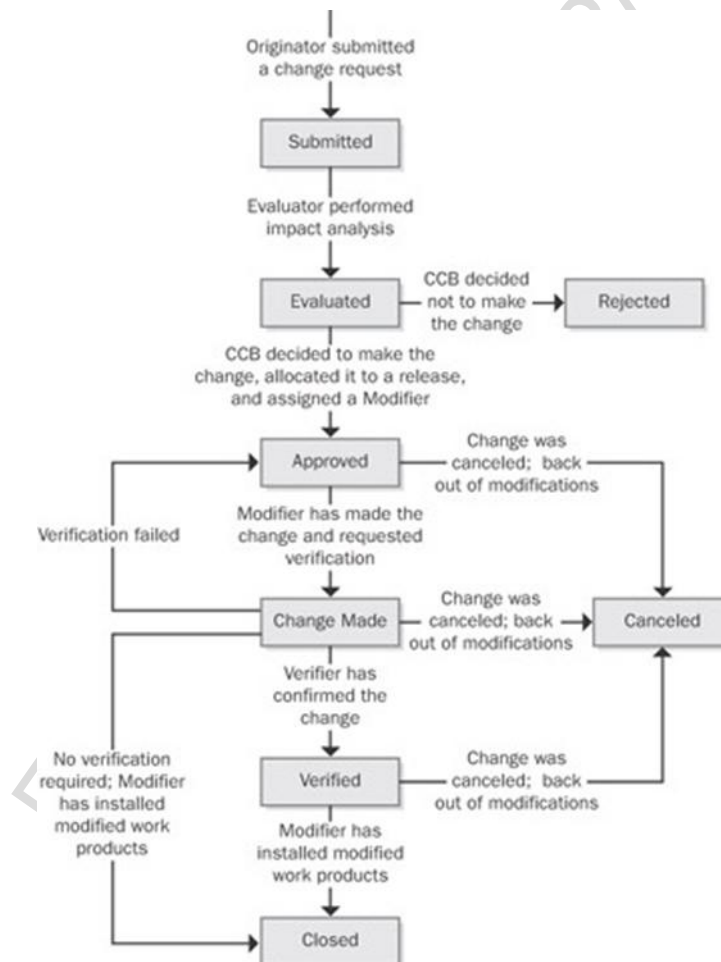 Originator submitted
a change request
Submitted
Evaluator performed
impact analysis
Evaluated
CCB decided
not to make
the change
Rejected
CCB decided to make the
change, allocated it to a release,
and assigned a Modifier
Approved
Change was
canceled; back
out of modifications
Verification failed
Modifier has made the
change and requested
verification
Change Made
Change was
canceled; back
out of modifications
Canceled
Verifier has
confirmed the
change
No verification
required; Modifier
has installed
modified work
products
Verified
Change was
canceled; back
out of modifications
Modifier has
installed modified
work products
Closed